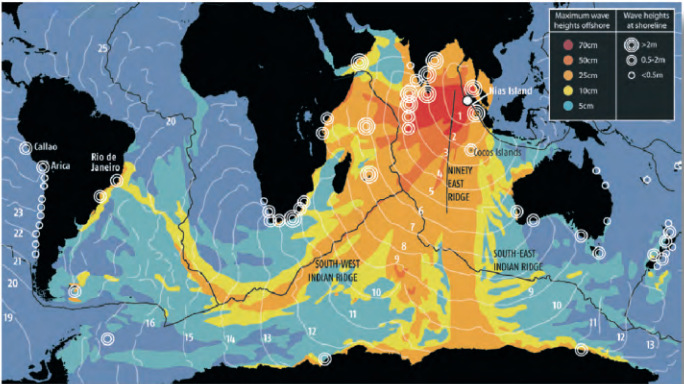 Maximum wave
heights offshore
70cm
50cm
25cm
10cm
5cm
Wave heights
at shoreline
>2m
0.5-2m
<0.5m
25
20
Nias Island
1
2
3
Cocos Islands
4
NINETY
EAST
RIDGE
5
6
7
8
9
10
11
12
13
14
15
16
Callao
Arica
Rio de
Janeiro
23
22
21
20
19
SOUTH-WEST
INDIAN RIDGE
SOUTH-EAST
INDIAN RIDGE
9
10
11
12
13